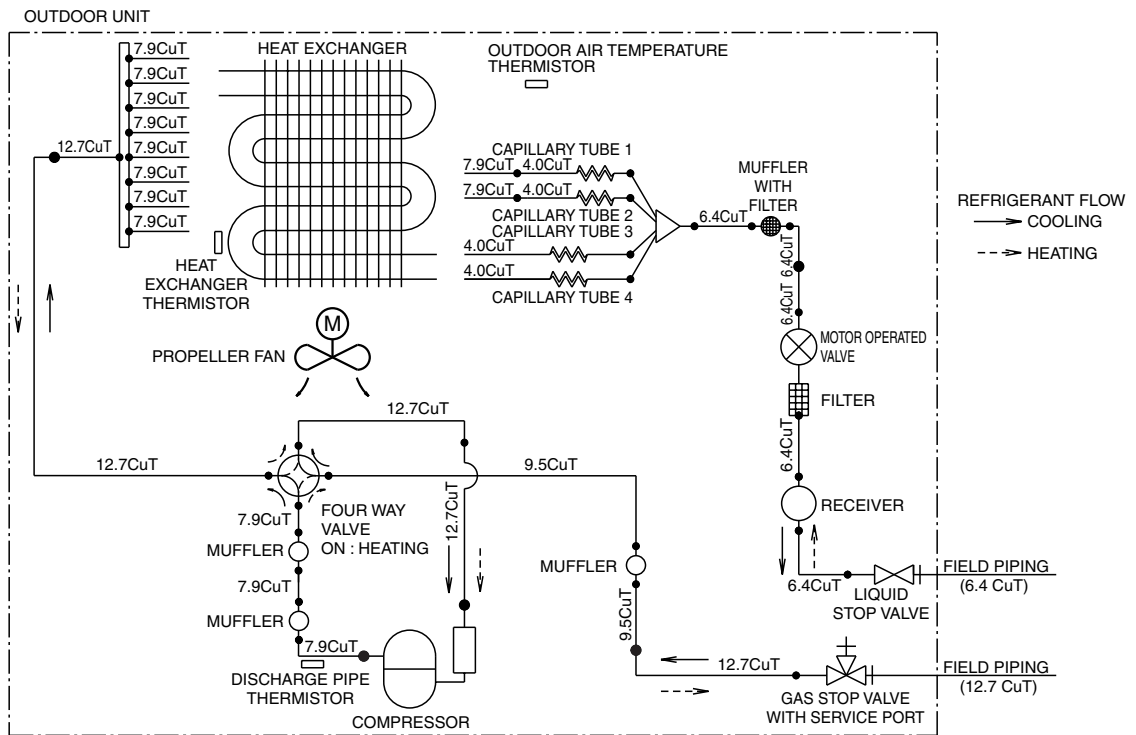 OUTDOOR UNIT
7.9CuT
7.9CuT
7.9CuT
7.9CuT
7.9CuT
7.9CuT
7.9CuT
7.9CuT
12.7CuT
HEAT EXCHANGER
OUTDOOR AIR TEMPERATURE
THERMISTOR
HEAT
EXCHANGER
THERMISTOR
CAPILLARY TUBE 1
7.9CuT
4.0CuT
7.9CuT
4.0CuT
CAPILLARY TUBE 2
CAPILLARY TUBE 3
4.0CuT
4.0CuT
CAPILLARY TUBE 4
6.4CuT
MUFFLER
WITH
FILTER
6.4CuT
6.4CuT
MOTOR OPERATED
VALVE
FILTER
6.4CuT
RECEIVER
6.4CuT
LIQUID
STOP VALVE
FIELD PIPING
(6.4 CuT)
REFRIGERANT FLOW
COOLING
HEATING
M
PROPELLER FAN
12.7CuT
12.7CuT
9.5CuT
12.7CuT
FOUR WAY
VALVE
ON : HEATING
7.9CuT
MUFFLER
7.9CuT
MUFFLER
7.9CuT
DISCHARGE PIPE
THERMISTOR
COMPRESSOR
MUFFLER
9.5CuT
12.7CuT
GAS STOP VALVE
WITH SERVICE PORT
FIELD PIPING
(12.7 CuT)